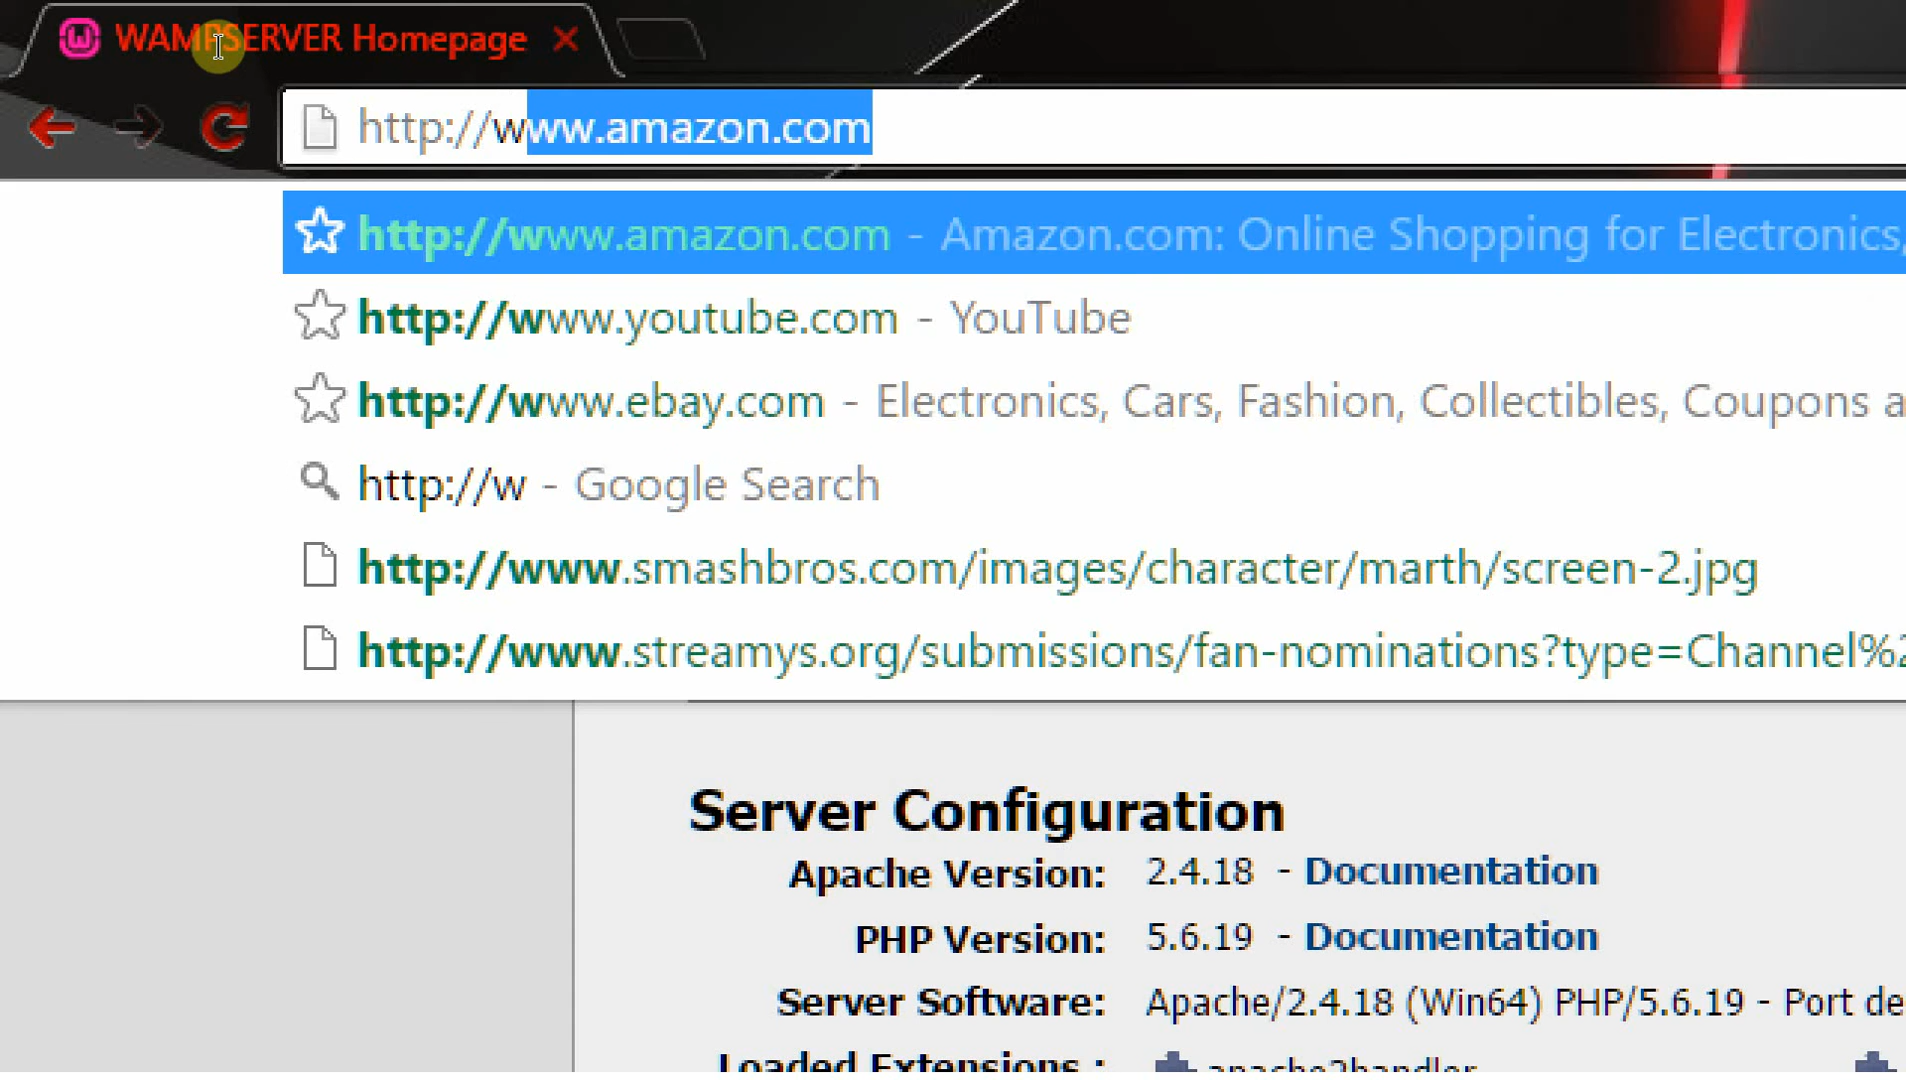 WAMPSERVER Homepage
http://www.amazon.com
http://www.amazon.com - Amazon.com: Online Shopping for Electronics,
http://www.youtube.com - YouTube
http://www.ebay.com - Electronics, Cars, Fashion, Collectibles, Coupons a
http://w - Google Search
http://www.smashbros.com/images/character/marth/screen-2.jpg
http://www.streamys.org/submissions/fan-nominations?type=Channel%2
Server Configuration
Apache Version: 2.4.18 - Documentation
PHP Version: 5.6.19 - Documentation
Server Software: Apache/2.4.18 (Win64) PHP/5.6.19 - Port de
Loaded Extensions : apache2handler